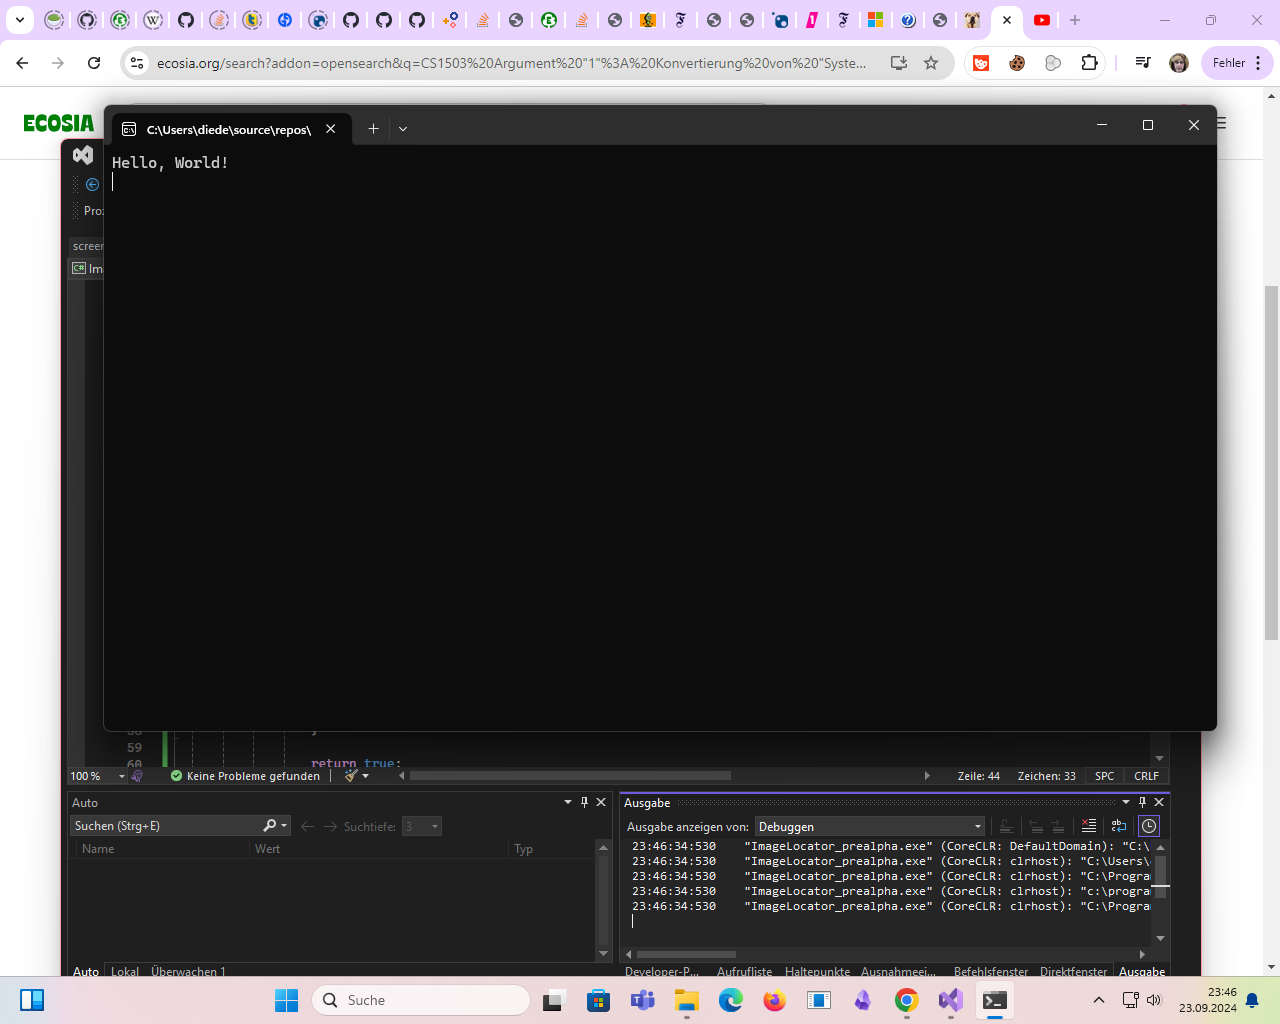 ecosia.org/search?addon=opensearch&q=CS1503%20Argument%20"1"%3A%20Konvertierung%20von%20"Syste...
Fehler
ECOSIA
C:\Users\diede\source\repos\
Hello, World!
screen
59
60
return true;
100 %
Keine Probleme gefunden
Zeile: 44
Zeichen: 33
SPC
CRLF
Auto
Suchen (Strg+E)
Suchtiefe:
3
Name
Wert
Typ
Auto
Lokal
Überwachen 1
Ausgabe
Ausgabe anzeigen von:
Debuggen
23:46:34:530 "ImageLocator_prealpha.exe" (CoreCLR: DefaultDomain): "C:\
23:46:34:530 "ImageLocator_prealpha.exe" (CoreCLR: clrhost): "C:\Users\
23:46:34:530 "ImageLocator_prealpha.exe" (CoreCLR: clrhost): "C:\Progra
23:46:34:530 "ImageLocator_prealpha.exe" (CoreCLR: clrhost): "c:\progra
23:46:34:530 "ImageLocator_prealpha.exe" (CoreCLR: clrhost): "C:\Progra
Developer-P...
Aufrufliste
Haltepunkte
Ausnahmeei...
Befehlsfenster
Direktfenster
Ausgabe
Suche
23:46
23.09.2024